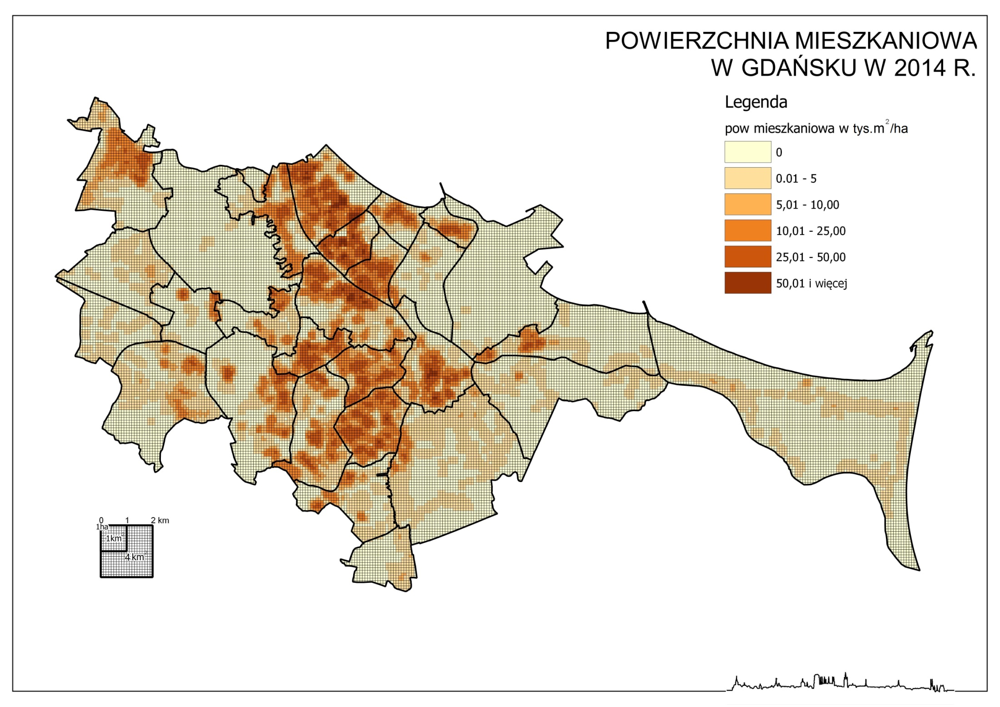 POWIERZCHNIA MIESZKANIOWA
W GDAŃSKU W 2014 R.
Legenda
pow mieszkaniowa w tys.m²/ha
0
0.01 - 5
5,01 - 10,00
10,01 - 25,00
25,01 - 50,00
50,01 i więcej
0 1 2 km
1ha
1km²
4 km²